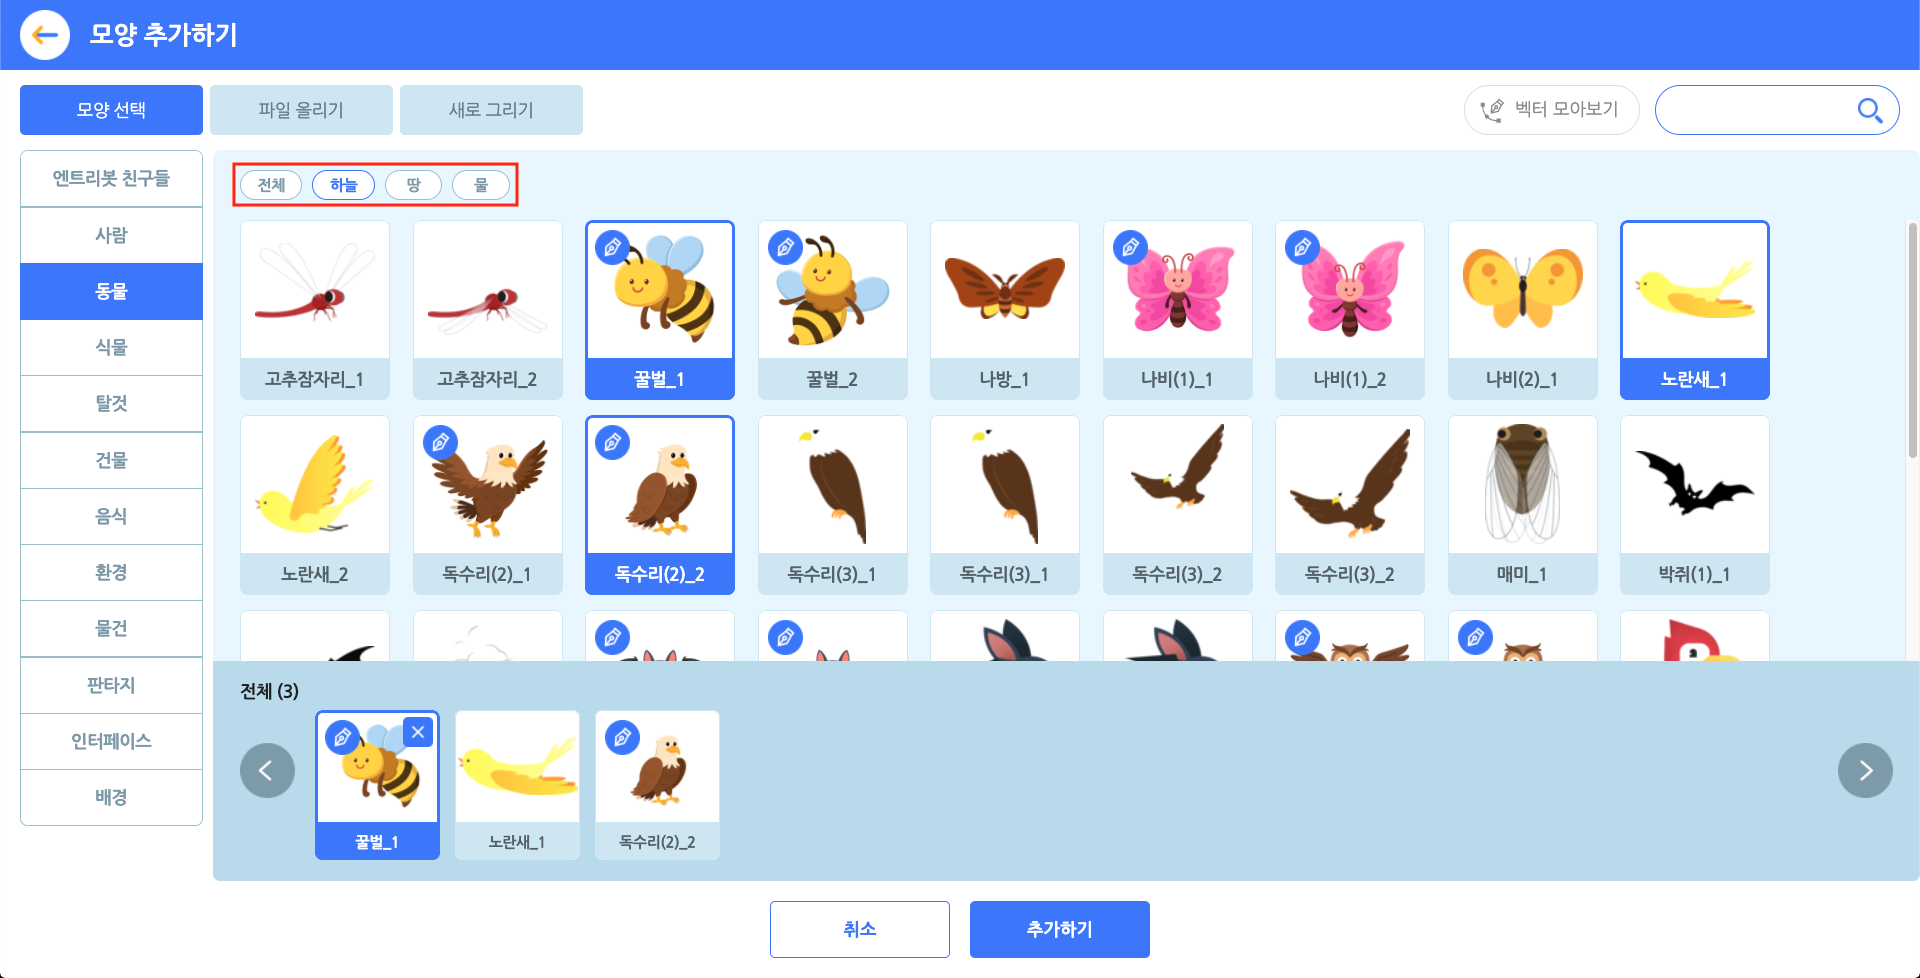 모양 추가하기
모양 선택
파일 올리기
새로 그리기
벡터 모아보기
엔트리봇 친구들
사람
동물
식물
탈것
건물
음식
환경
물건
판타지
인터페이스
배경
전체 하늘 땅 물
고추잠자리_1
고추잠자리_2
꿀벌_1
꿀벌_2
나방_1
나비(1)_1
나비(1)_2
나비(2)_1
노란새_1
노란새_2
독수리(2)_1
독수리(2)_2
독수리(3)_1
독수리(3)_1
독수리(3)_2
독수리(3)_2
매미_1
박쥐(1)_1
전체 (3)
꿀벌_1
노란새_1
독수리(2)_2
취소
추가하기